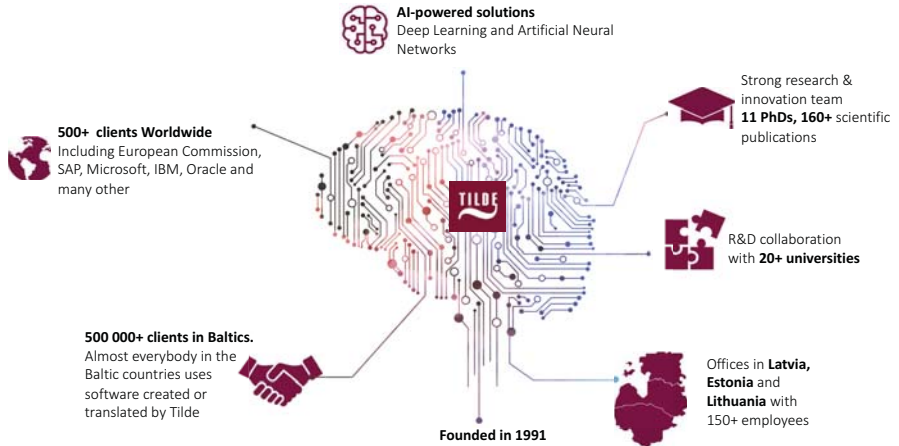 AI-powered solutions
Deep Learning and Artificial Neural
Networks
Strong research &
innovation team
11 PhDs, 160+ scientific
publications
500+ clients Worldwide
Including European Commission,
SAP, Microsoft, IBM, Oracle and
many other
TILDE
R&D collaboration
with 20+ universities
500 000+ clients in Baltics.
Almost everybody in the
Baltic countries uses
software created or
translated by Tilde
Offices in Latvia,
Estonia and
Lithuania with
150+ employees
Founded in 1991